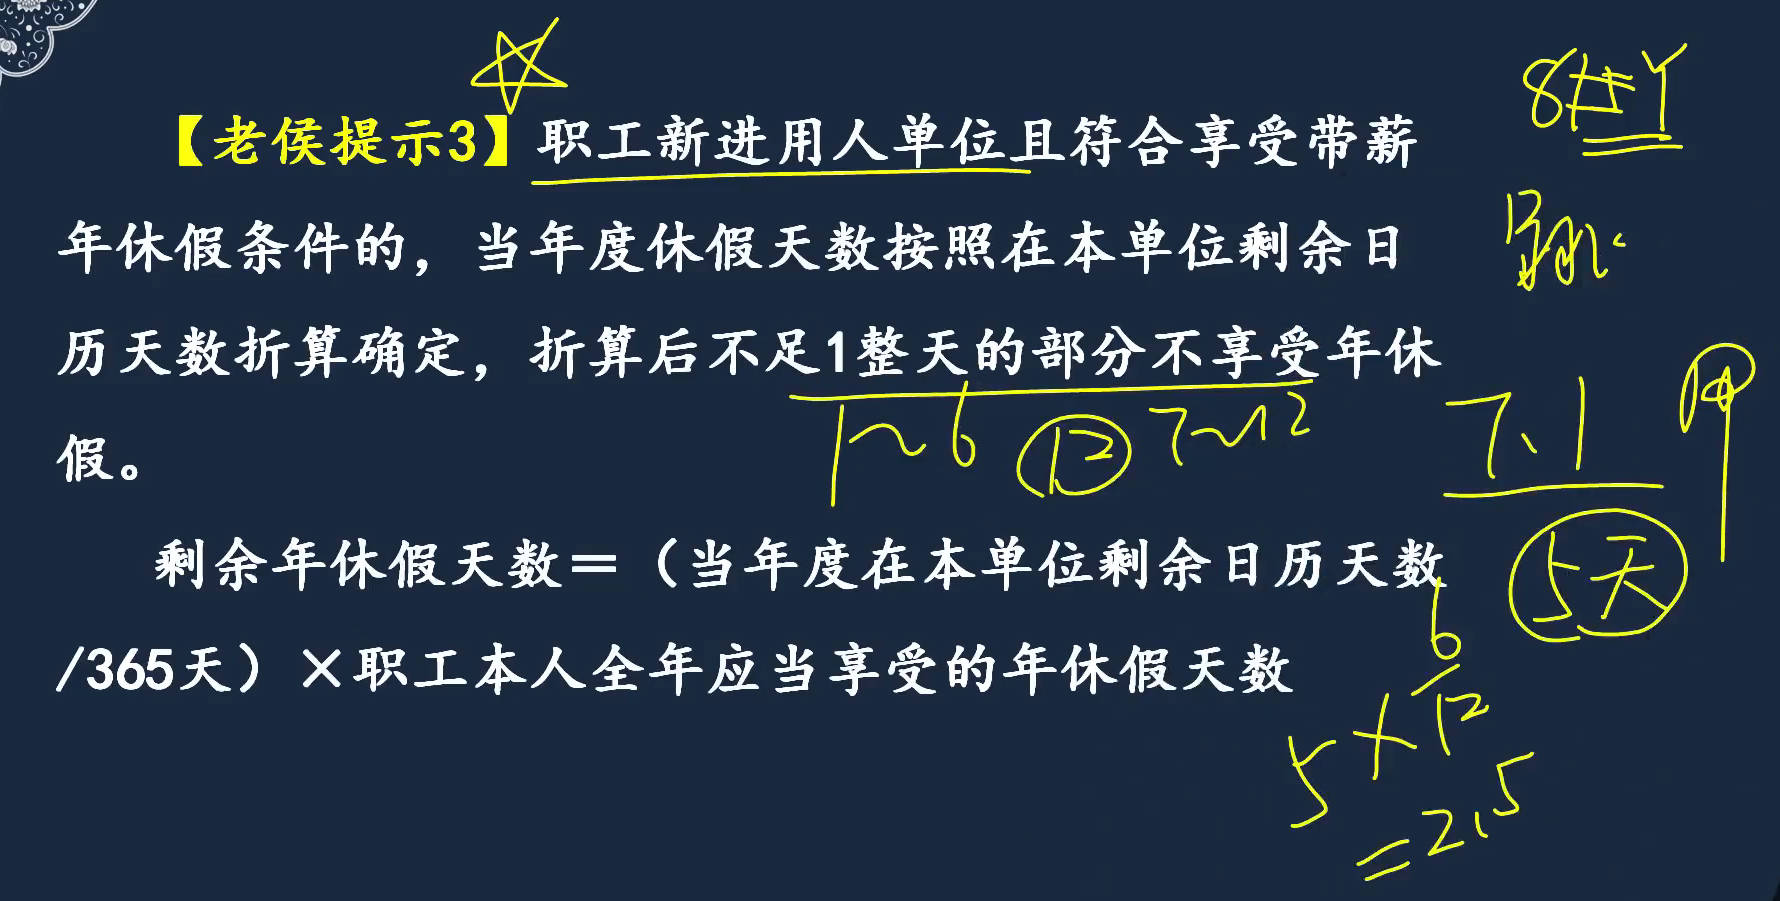 【老侯提示3】职工新进用人单位且符合享受带薪
年休假条件的，当年度休假天数按照在本单位剩余日
历天数折算确定，折算后不足1整天的部分不享受年休
假。
剩余年休假天数＝（当年度在本单位剩余日历天数
/365天）×职工本人全年应当享受的年休假天数
1~6 12 7~12
7、1 甲
5天
5×6/12
=2.5